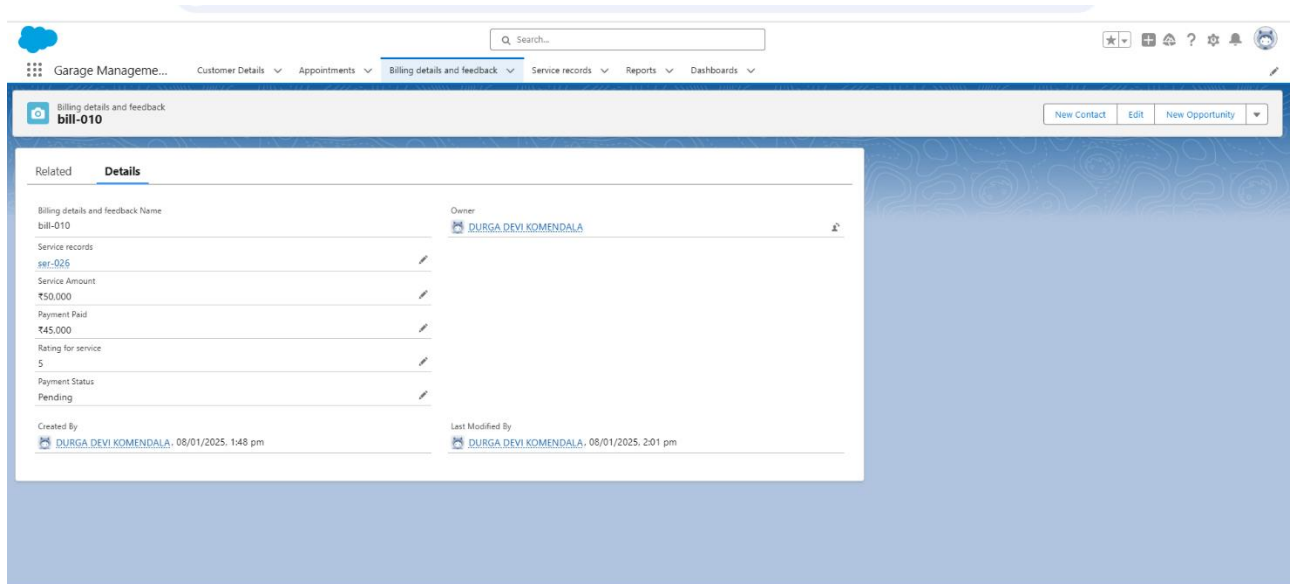 Search...
Garage Manageme...
Customer Details
Appointments
Billing details and feedback
Service records
Reports
Dashboards
Billing details and feedback
bill-010
New Contact
Edit
New Opportunity
Related
Details
Billing details and feedback Name
bill-010
Owner
DURGA DEVI KOMENDALA
Service records
ser-026
Service Amount
₹50,000
Payment Paid
₹45,000
Rating for service
5
Payment Status
Pending
Created By
DURGA DEVI KOMENDALA, 08/01/2025, 1:48 pm
Last Modified By
DURGA DEVI KOMENDALA, 08/01/2025, 2:01 pm